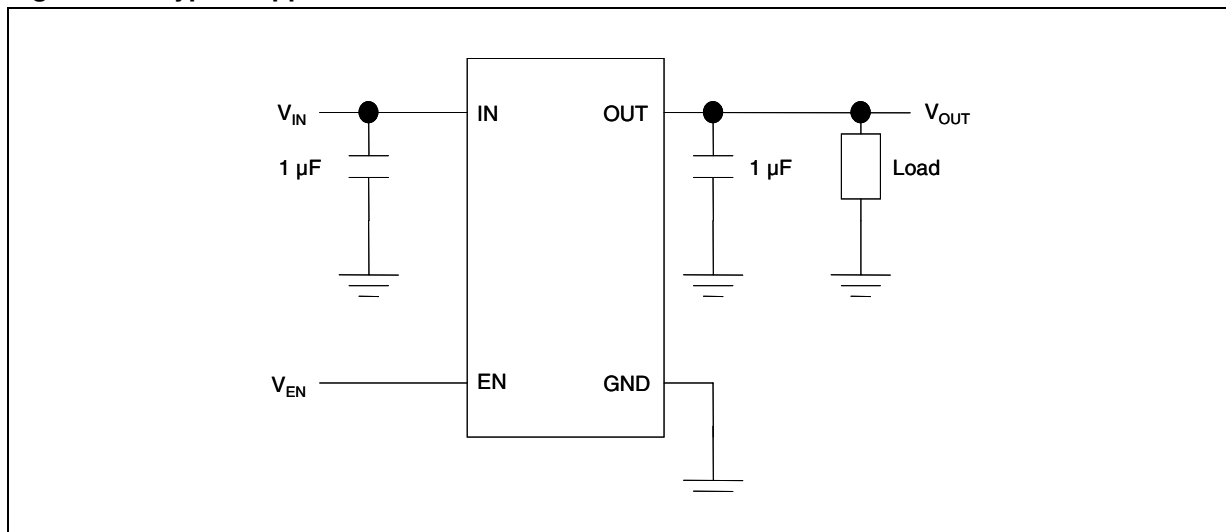 V_IN
IN
OUT
V_OUT
1 µF
1 µF
Load
V_EN
EN
GND